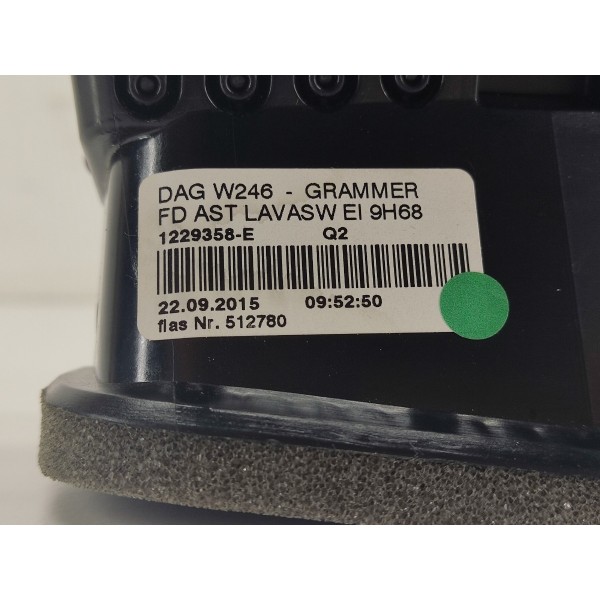 DAG W246 - GRAMMER
FD AST LAVASW EI 9H68
1229358-E Q2
22.09.2015 09:52:50
flas Nr. 512780